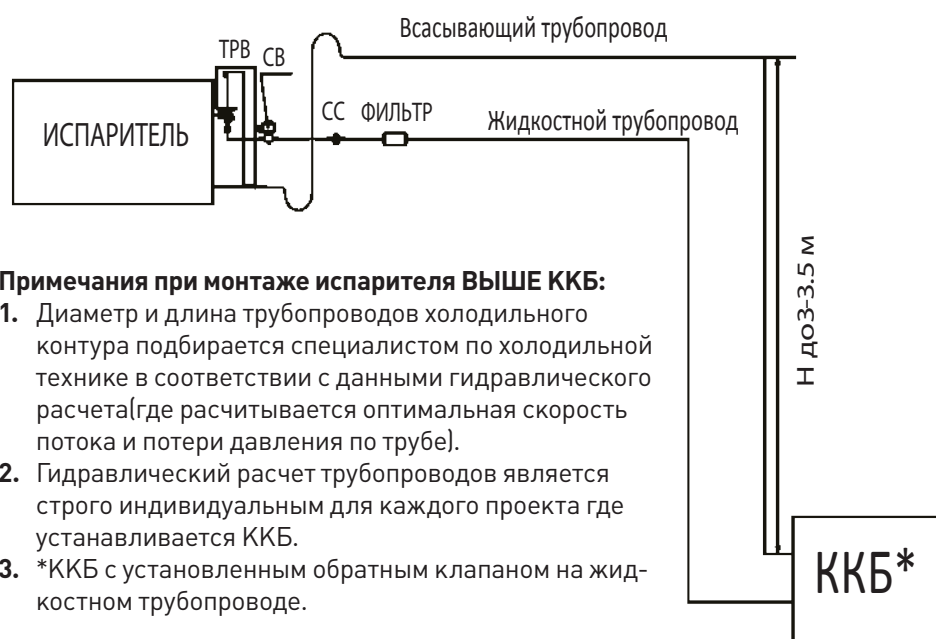 Всасывающий трубопровод
ТРВ СВ
ИСПАРИТЕЛЬ
СС ФИЛЬТР
Жидкостной трубопровод
Н до3-3.5 м
Примечания при монтаже испарителя ВЫШЕ ККБ:
1. Диаметр и длина трубопроводов холодильного
контура подбирается специалистом по холодильной
технике в соответствии с данными гидравлического
расчета(где расчитывается оптимальная скорость
потока и потери давления по трубе).
2. Гидравлический расчет трубопроводов является
строго индивидуальным для каждого проекта где
устанавливается ККБ.
3. *ККБ с установленным обратным клапаном на жид-
костном трубопроводе.
ККБ*